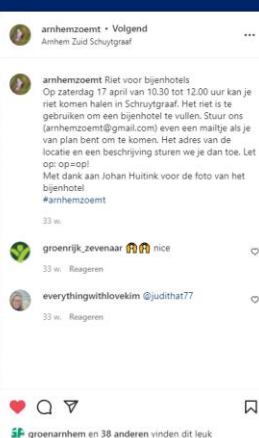 arnhemzoemt • Volgend
Arnhem Zuid Schuytgraaf
arnhemzoemt Riet voor bijenhotels
Op zaterdag 17 april van 10.30 tot 12.00 uur kan je
riet komen halen in Schruytgraaf. Het riet is te
gebruiken om een bijenhotel te vullen. Stuur ons
(arnhemzoemt@gmail.com) even een mailtje als je
van plan bent om te komen. Het adres van de
locatie en een beschrijving sturen we je dan toe. Let
op: op=op!
Met dank aan Johan Huitink voor de foto van het
bijenhotel
#arnhemzoemt
33 w.
groenrijk_zevenaar 🙌🙌 nice
33 w. Reageren
everythingwithlovekim @judithat77
33 w. Reageren
groenarnhem en 38 anderen vinden dit leuk